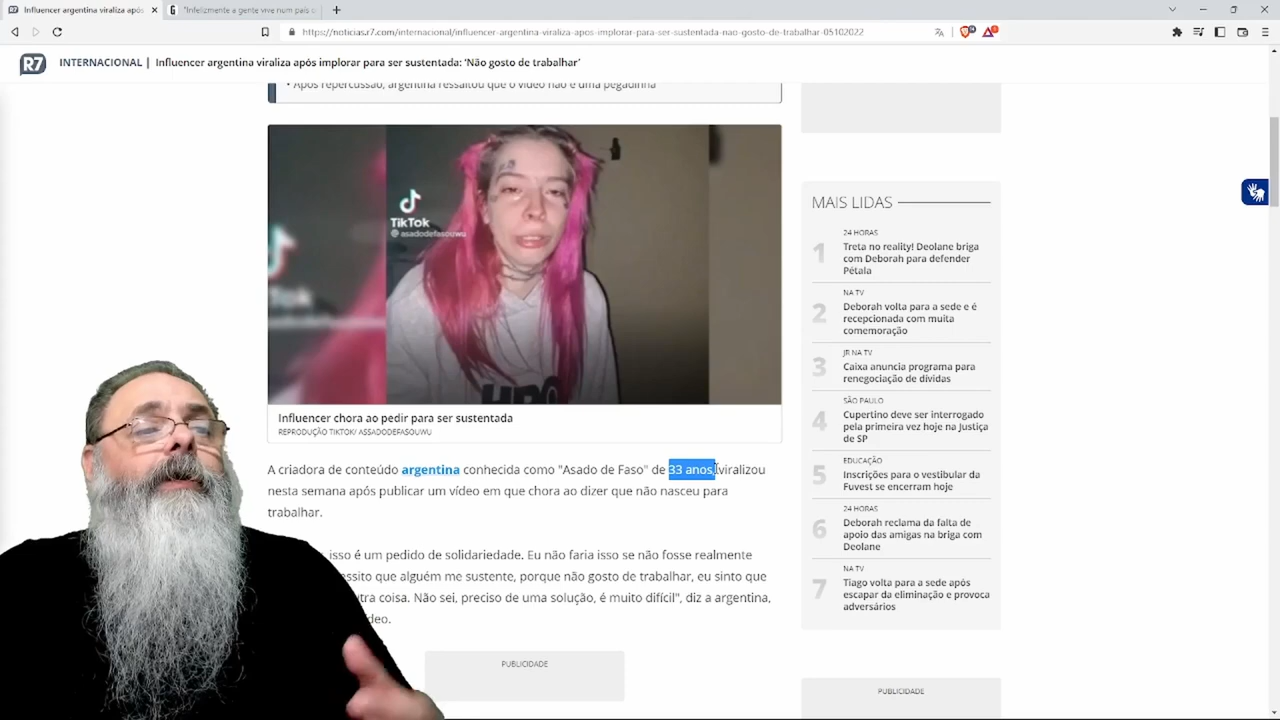 Influencer argentina viraliza após
"Infelizmente a gente vive num país
https://noticias.r7.com/internacional/influencer-argentina-viraliza-apos-implorar-para-ser-sustentada-nao-gosto-de-trabalhar-05102022
R7 INTERNACIONAL | Influencer argentina viraliza após implorar para ser sustentada: ‘Não gosto de trabalhar’
• Após repercussão, argentina ressaltou que o vídeo não é uma pegadinha
TikTok
@asadodefasouwu
Influencer chora ao pedir para ser sustentada
REPRODUÇÃO TIKTOK/ ASSADODEFASOUWU
A criadora de conteúdo argentina conhecida como "Asado de Faso" de 33 anos, viralizou
nesta semana após publicar um vídeo em que chora ao dizer que não nasceu para
trabalhar.
isso é um pedido de solidariedade. Eu não faria isso se não fosse realmente
que alguém me sustente, porque não gosto de trabalhar, eu sinto que
coisa. Não sei, preciso de uma solução, é muito difícil", diz a argentina,
PUBLICIDADE
MAIS LIDAS
1
24 HORAS
Treta no reality! Deolane briga
com Deborah para defender
Pétala
2
NA TV
Deborah volta para a sede e é
recepcionada com muita
comemoração
3
JR NA TV
Caixa anuncia programa para
renegociação de dívidas
4
SÃO PAULO
Cupertino deve ser interrogado
pela primeira vez hoje na Justiça
de SP
5
EDUCAÇÃO
Inscrições para o vestibular da
Fuvest se encerram hoje
6
24 HORAS
Deborah reclama da falta de
apoio das amigas na briga com
Deolane
7
NA TV
Tiago volta para a sede após
escapar da eliminação e provoca
adversários
PUBLICIDADE